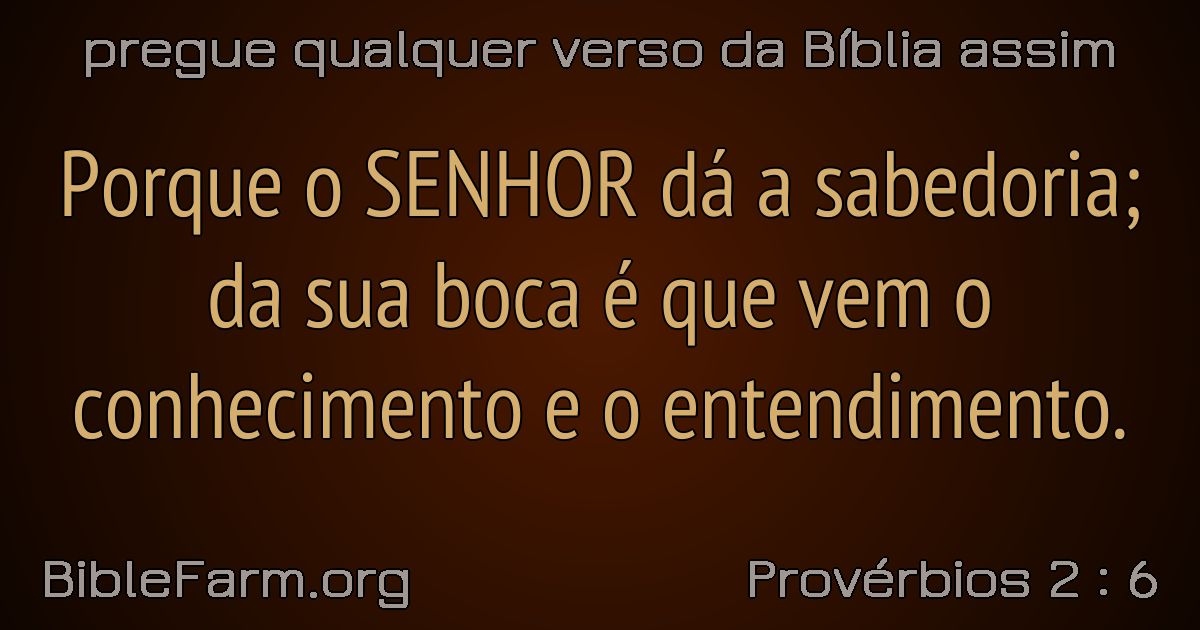 pregue qualquer verso da Bíblia assim
Porque o SENHOR dá a sabedoria;
da sua boca é que vem o
conhecimento e o entendimento.
BibleFarm.org
Provérbios 2 : 6